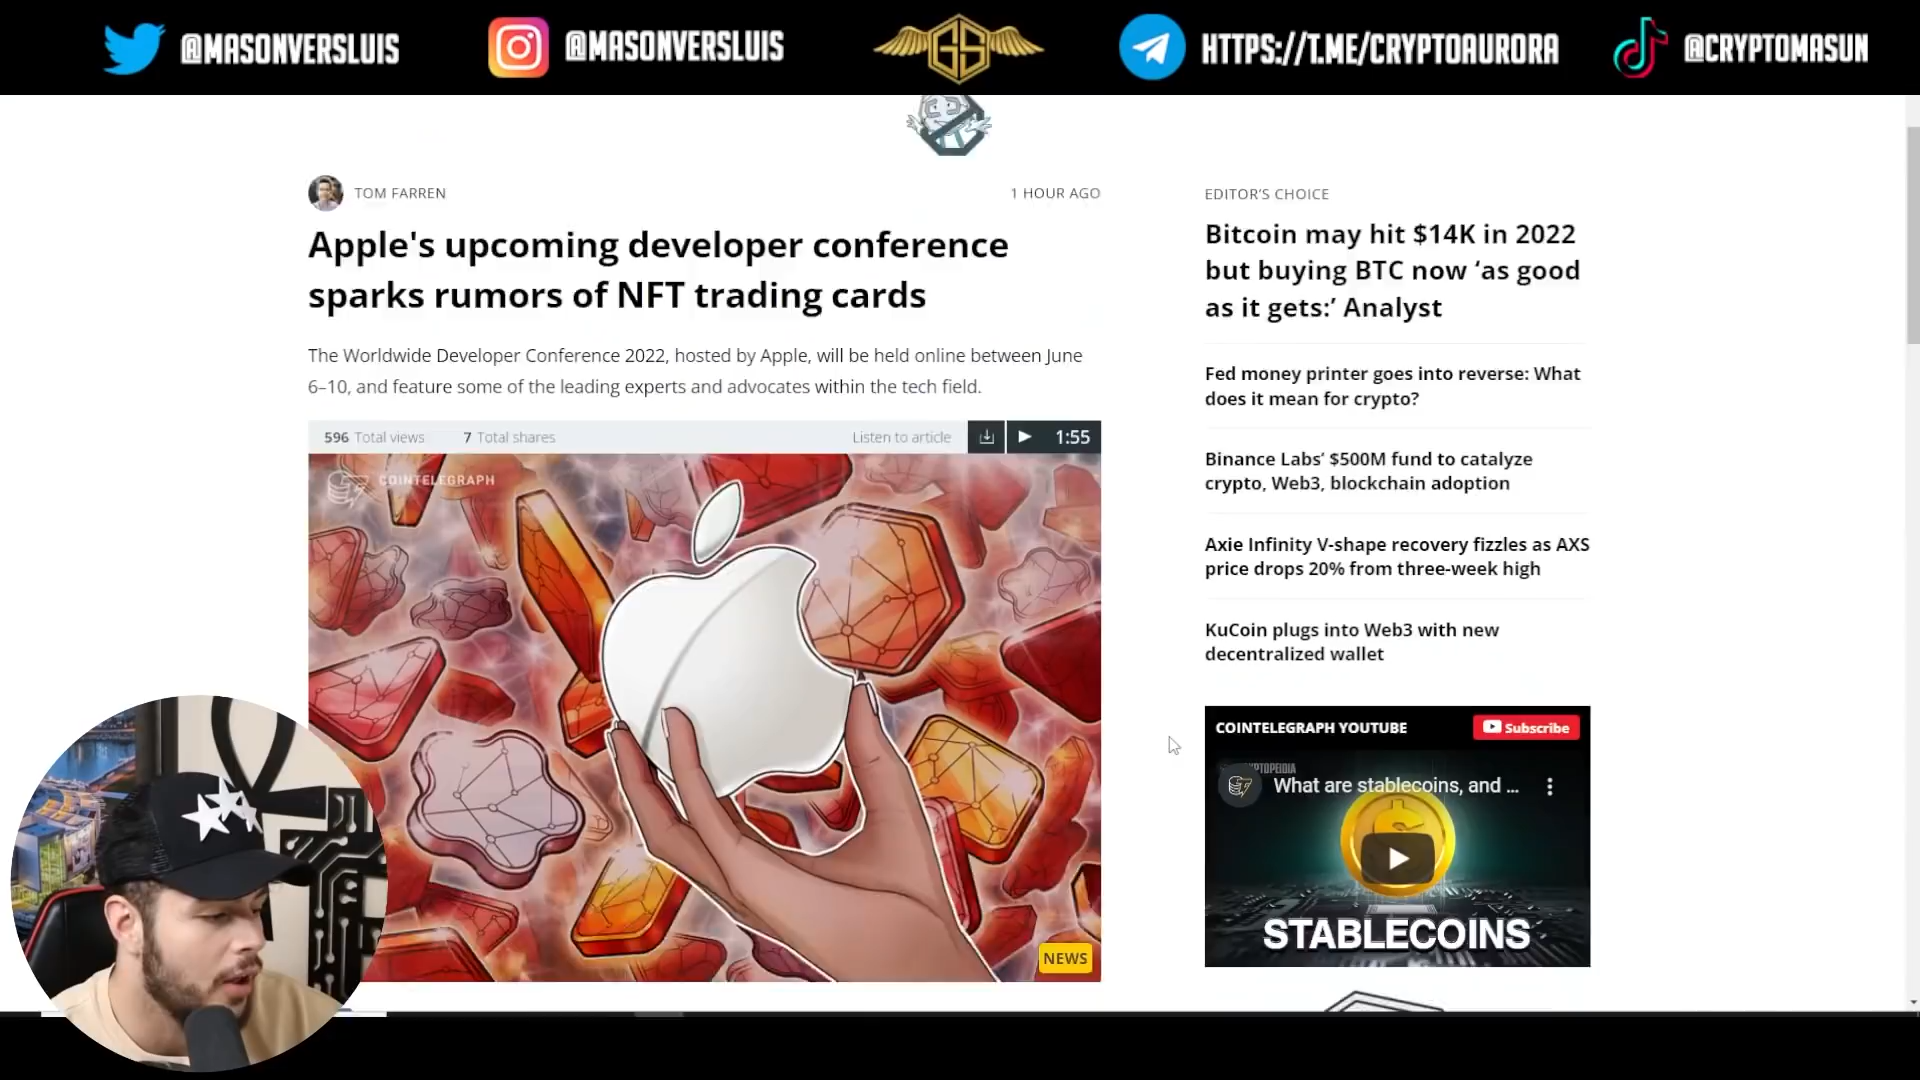 @MASONVERSLUIS
@MASONVERSLUIS
GS
HTTPS://T.ME/CRYPTOAURORA
@CRYPTOMASUN
TOM FARREN
1 HOUR AGO
Apple's upcoming developer conference
sparks rumors of NFT trading cards
The Worldwide Developer Conference 2022, hosted by Apple, will be held online between June
6–10, and feature some of the leading experts and advocates within the tech field.
596 Total views 7 Total shares
Listen to article
1:55
COINTELEGRAPH
NEWS
EDITOR'S CHOICE
Bitcoin may hit $14K in 2022
but buying BTC now ‘as good
as it gets:’ Analyst
Fed money printer goes into reverse: What
does it mean for crypto?
Binance Labs’ $500M fund to catalyze
crypto, Web3, blockchain adoption
Axie Infinity V-shape recovery fizzles as AXS
price drops 20% from three-week high
KuCoin plugs into Web3 with new
decentralized wallet
COINTELEGRAPH YOUTUBE
Subscribe
What are stablecoins, and ...
STABLECOINS